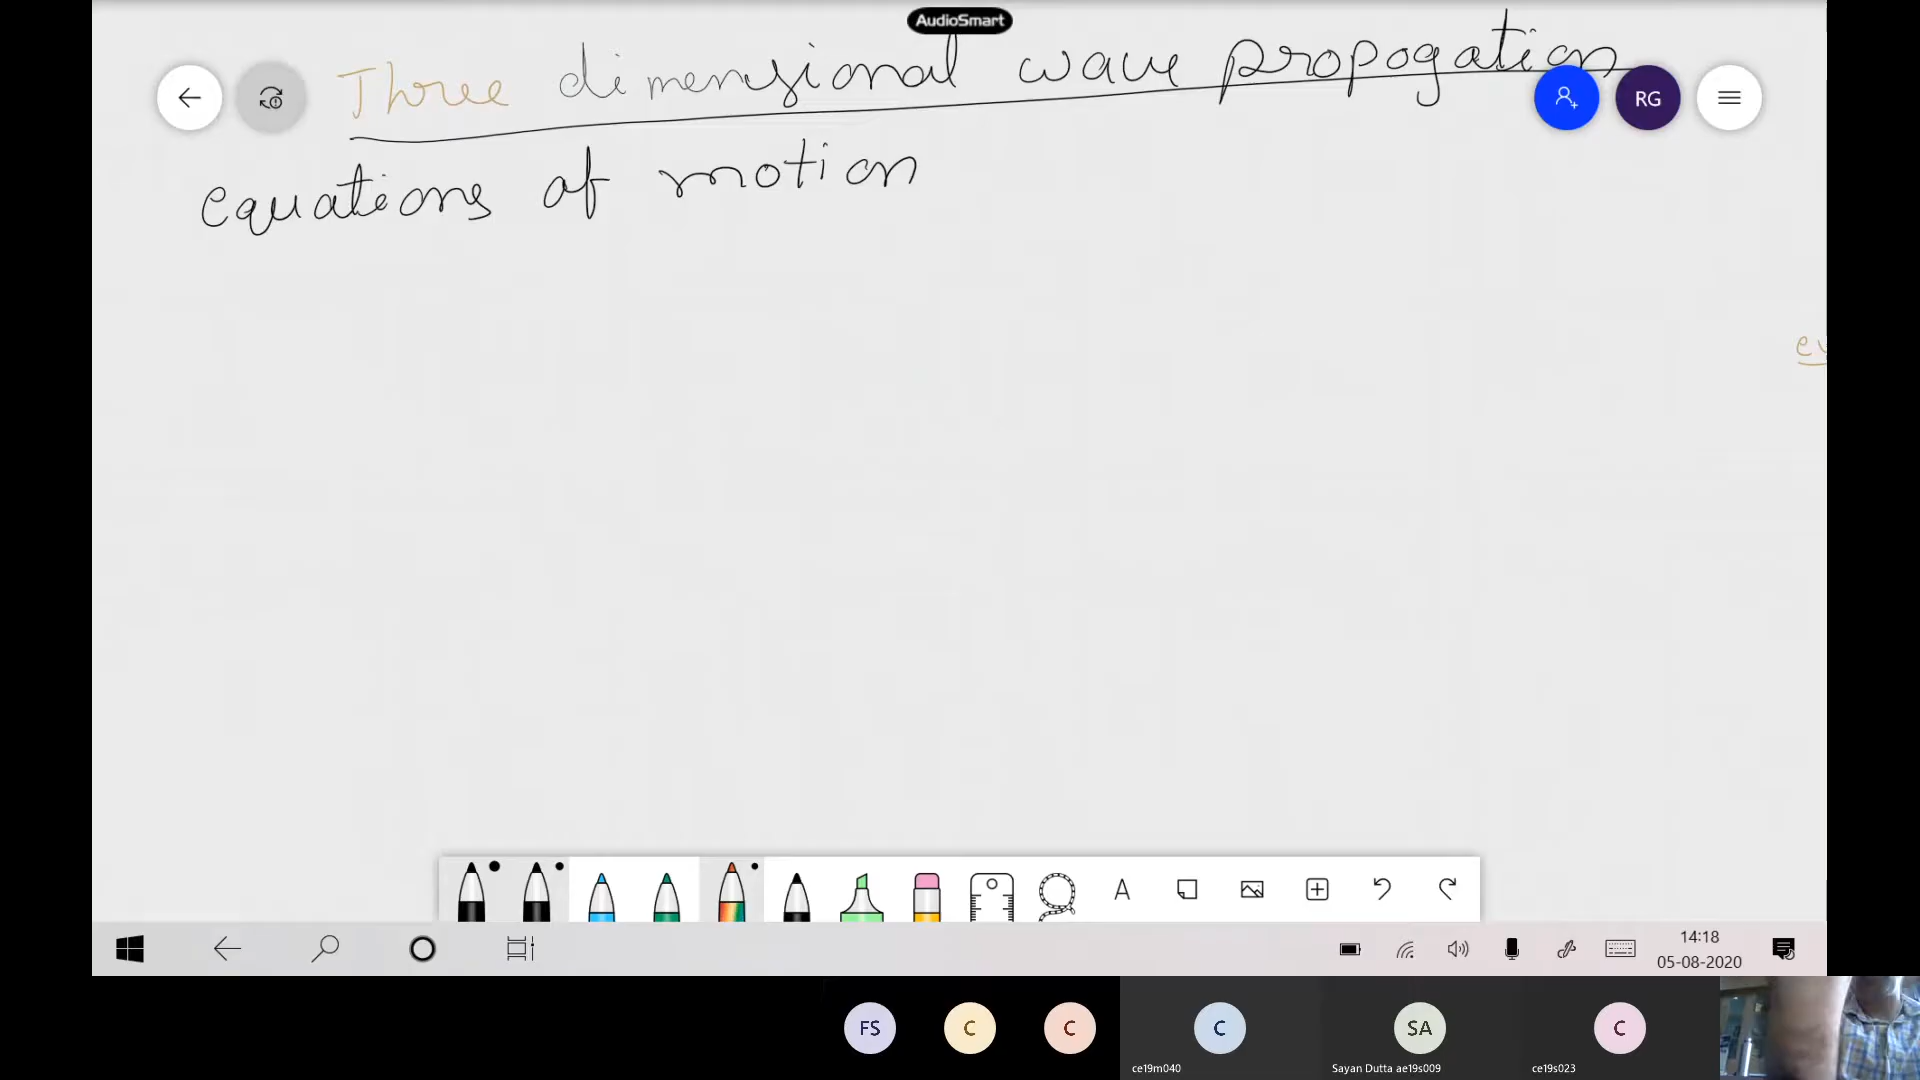 AudioSmart
Three dimensional wave propogation
RG
equations of motion
A
14:18
05-08-2020
FS
C
C
C
SA
C
ce19m040
Sayan Dutta ae19s009
ce19s023